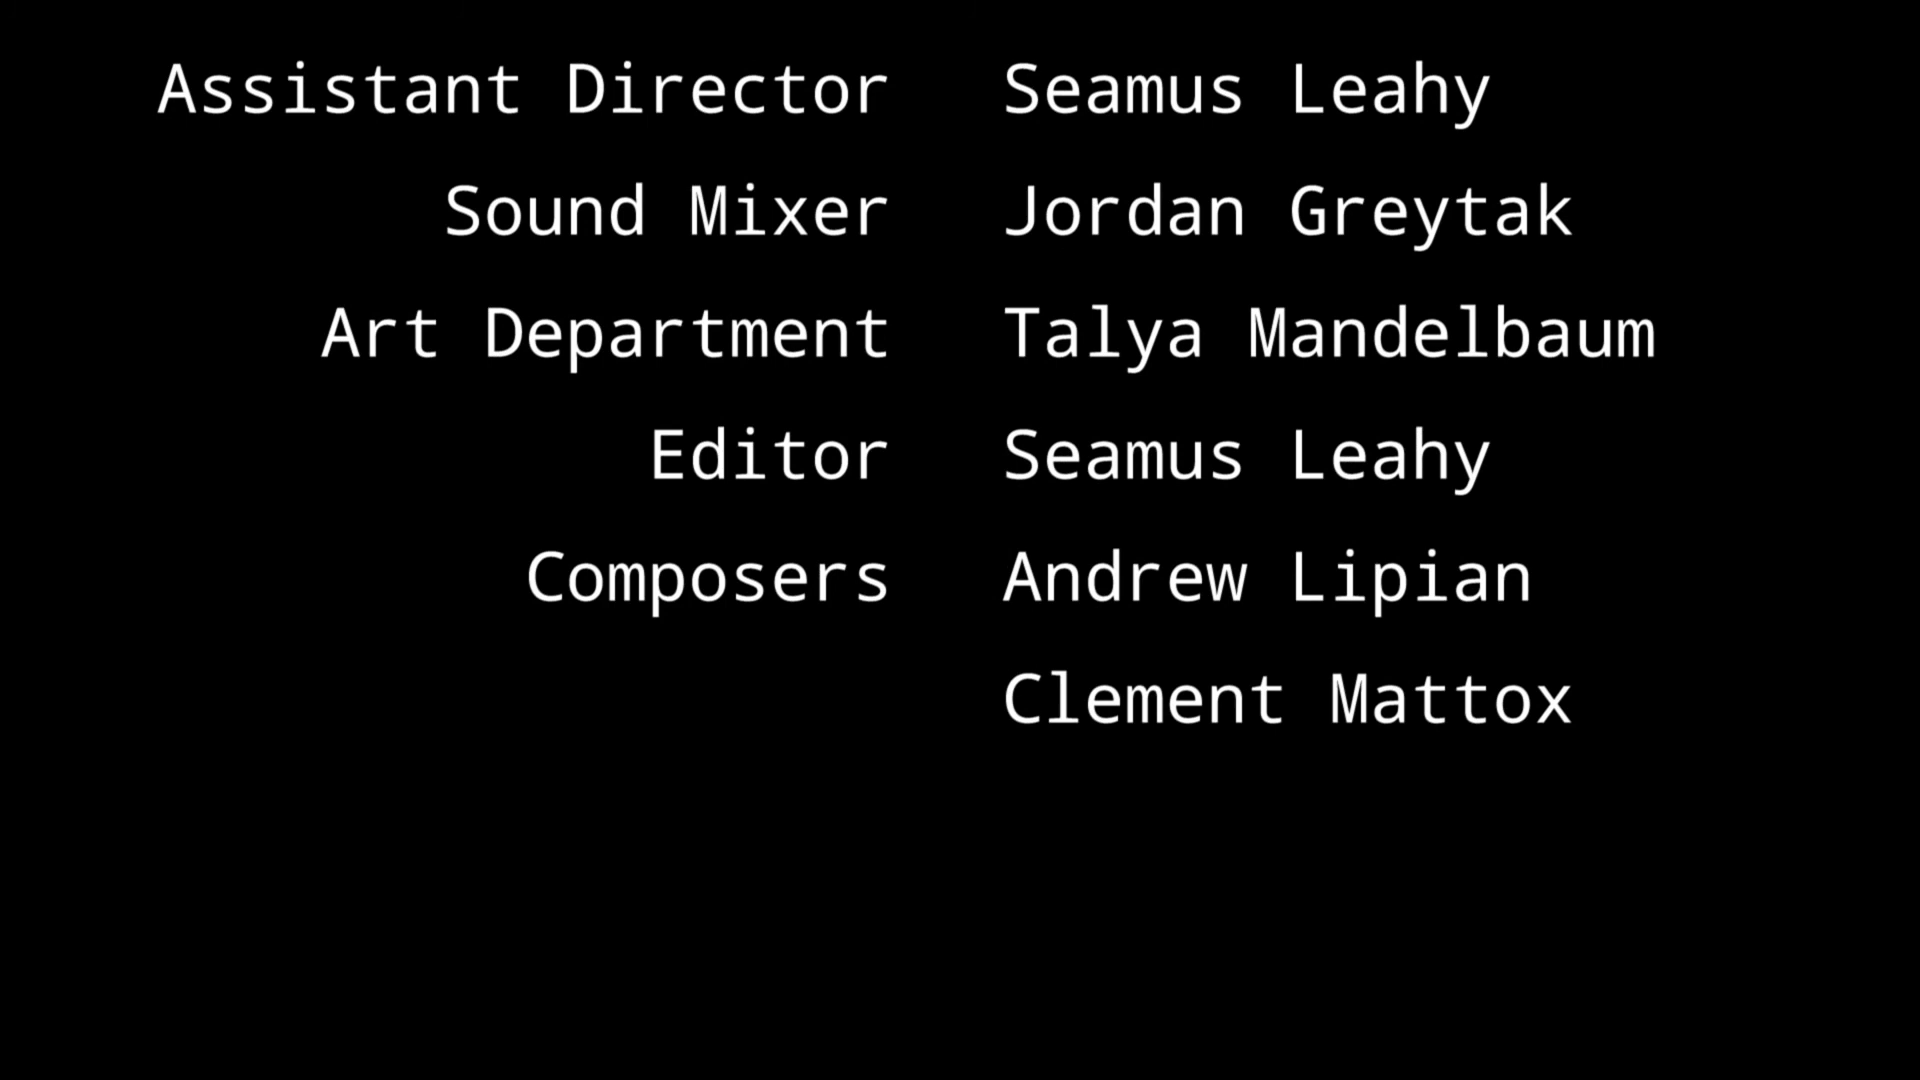 Assistant Director Seamus Leahy
Sound Mixer Jordan Greytak
Art Department Talya Mandelbaum
Editor Seamus Leahy
Composers Andrew Lipian
Clement Mattox